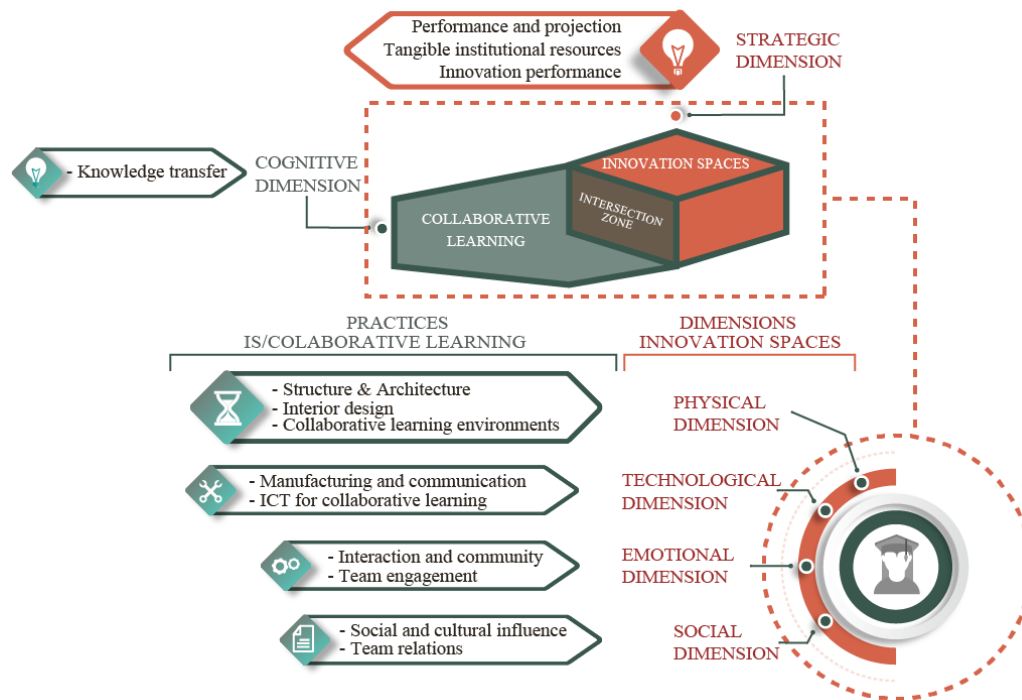 Performance and projection
Tangible institutional resources
Innovation performance
STRATEGIC
DIMENSION
- Knowledge transfer
COGNITIVE
DIMENSION
INNOVATION SPACES
INTERSECTION
ZONE
COLLABORATIVE
LEARNING
PRACTICES
IS/COLABORATIVE LEARNING
DIMENSIONS
INNOVATION SPACES
- Structure & Architecture
- Interior design
- Collaborative learning environments
PHYSICAL
DIMENSION
- Manufacturing and communication
- ICT for collaborative learning
TECHNOLOGICAL
DIMENSION
- Interaction and community
- Team engagement
EMOTIONAL
DIMENSION
- Social and cultural influence
- Team relations
SOCIAL
DIMENSION